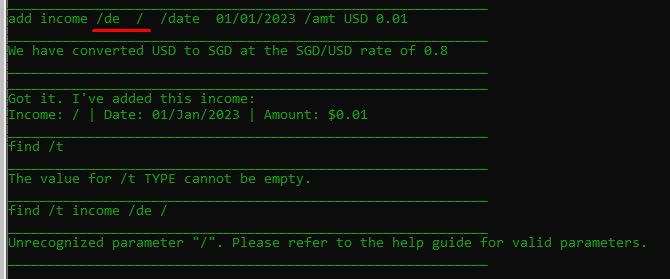 add income /de  /  /date  01/01/2023 /amt USD 0.01
We have converted USD to SGD at the SGD/USD rate of 0.8
Got it. I've added this income:
Income: / | Date: 01/Jan/2023 | Amount: $0.01
find /t
The value for /t TYPE cannot be empty.
find /t income /de /
Unrecognized parameter "/". Please refer to the help guide for valid parameters.